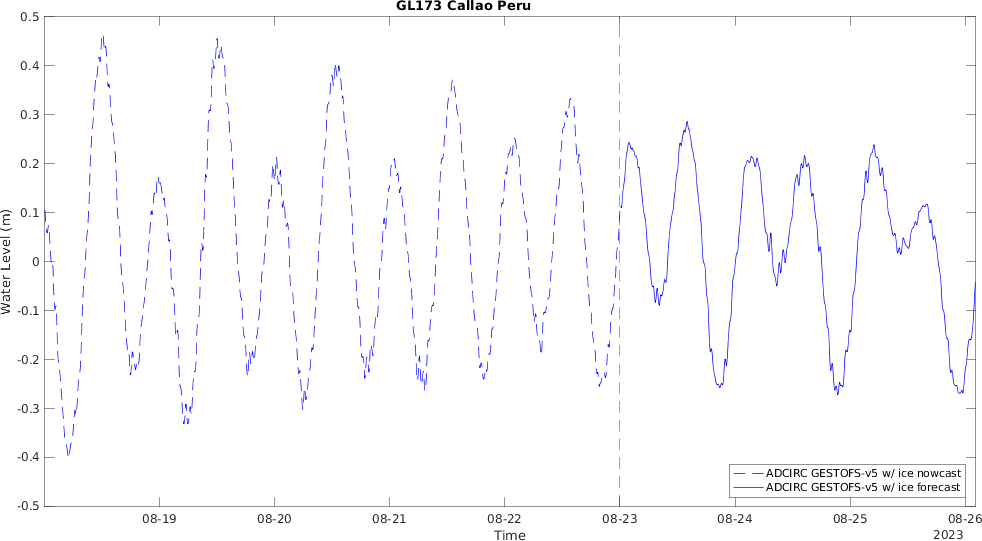 GL173 Callao Peru
0.5
0.4
0.3
0.2
0.1
0
-0.1
-0.2
-0.3
-0.4
-0.5
Water Level (m)
ADCIRC GESTOFS-v5 w/ ice nowcast
ADCIRC GESTOFS-v5 w/ ice forecast
08-19 08-20 08-21 08-22 08-23 08-24 08-25 08-26
Time
2023